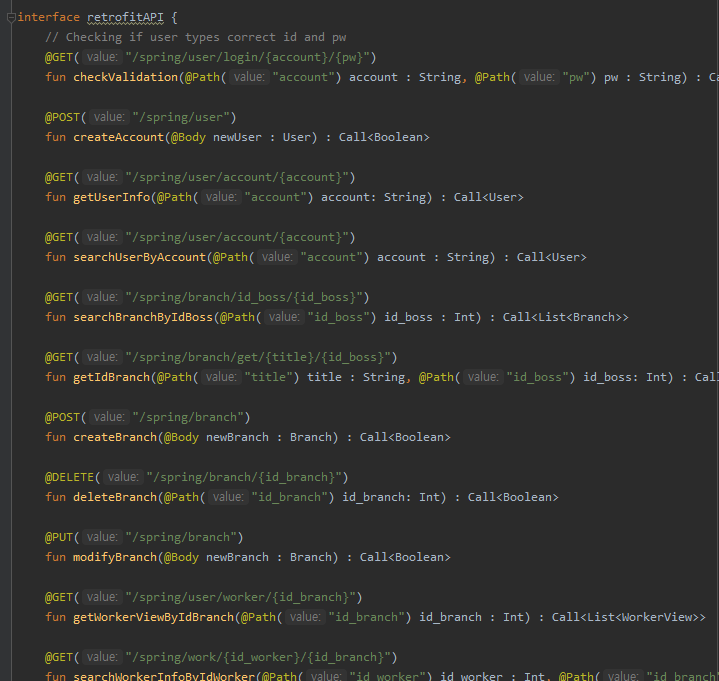 interface retrofitAPI {
// Checking if user types correct id and pw
@GET( value: "/spring/user/login/{account}/{pw}")
fun checkValidation(@Path( value: "account") account : String, @Path( value: "pw") pw : String) : Ca
@POST( value: "/spring/user")
fun createAccount(@Body newUser : User) : Call<Boolean>
@GET( value: "/spring/user/account/{account}")
fun getUserInfo(@Path( value: "account") account: String) : Call<User>
@GET( value: "/spring/user/account/{account}")
fun searchUserByAccount(@Path( value: "account") account : String) : Call<User>
@GET( value: "/spring/branch/id_boss/{id_boss}")
fun searchBranchByIdBoss(@Path( value: "id_boss") id_boss : Int) : Call<List<Branch>>
@GET( value: "/spring/branch/get/{title}/{id_boss}")
fun getIdBranch(@Path( value: "title") title : String, @Path( value: "id_boss") id_boss: Int) : Call
@POST( value: "/spring/branch")
fun createBranch(@Body newBranch : Branch) : Call<Boolean>
@DELETE( value: "/spring/branch/{id_branch}")
fun deleteBranch(@Path( value: "id_branch") id_branch: Int) : Call<Boolean>
@PUT( value: "/spring/branch")
fun modifyBranch(@Body newBranch : Branch) : Call<Boolean>
@GET( value: "/spring/user/worker/{id_branch}")
fun getWorkerViewByIdBranch(@Path( value: "id_branch") id_branch : Int) : Call<List<WorkerView>>
@GET( value: "/spring/work/{id_worker}/{id_branch}")
fun searchWorkerInfoByIdWorker(@Path( value: "id_worker") id_worker : Int, @Path( value: "id_branch